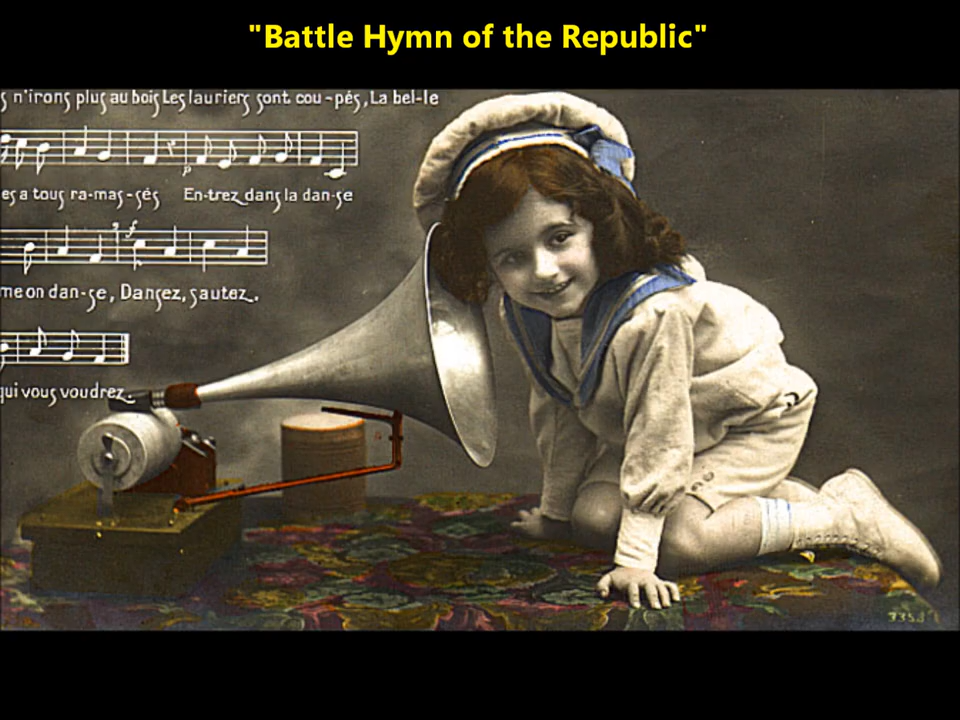 "Battle Hymn of the Republic"
s n'irons plus au bois Les lauriers sont cou-pés, La bel-le
es a tous ra-mas-sés En-trez dans la dan-se
me on dan-se, Dansez, sautez,
qui vous voudrez.